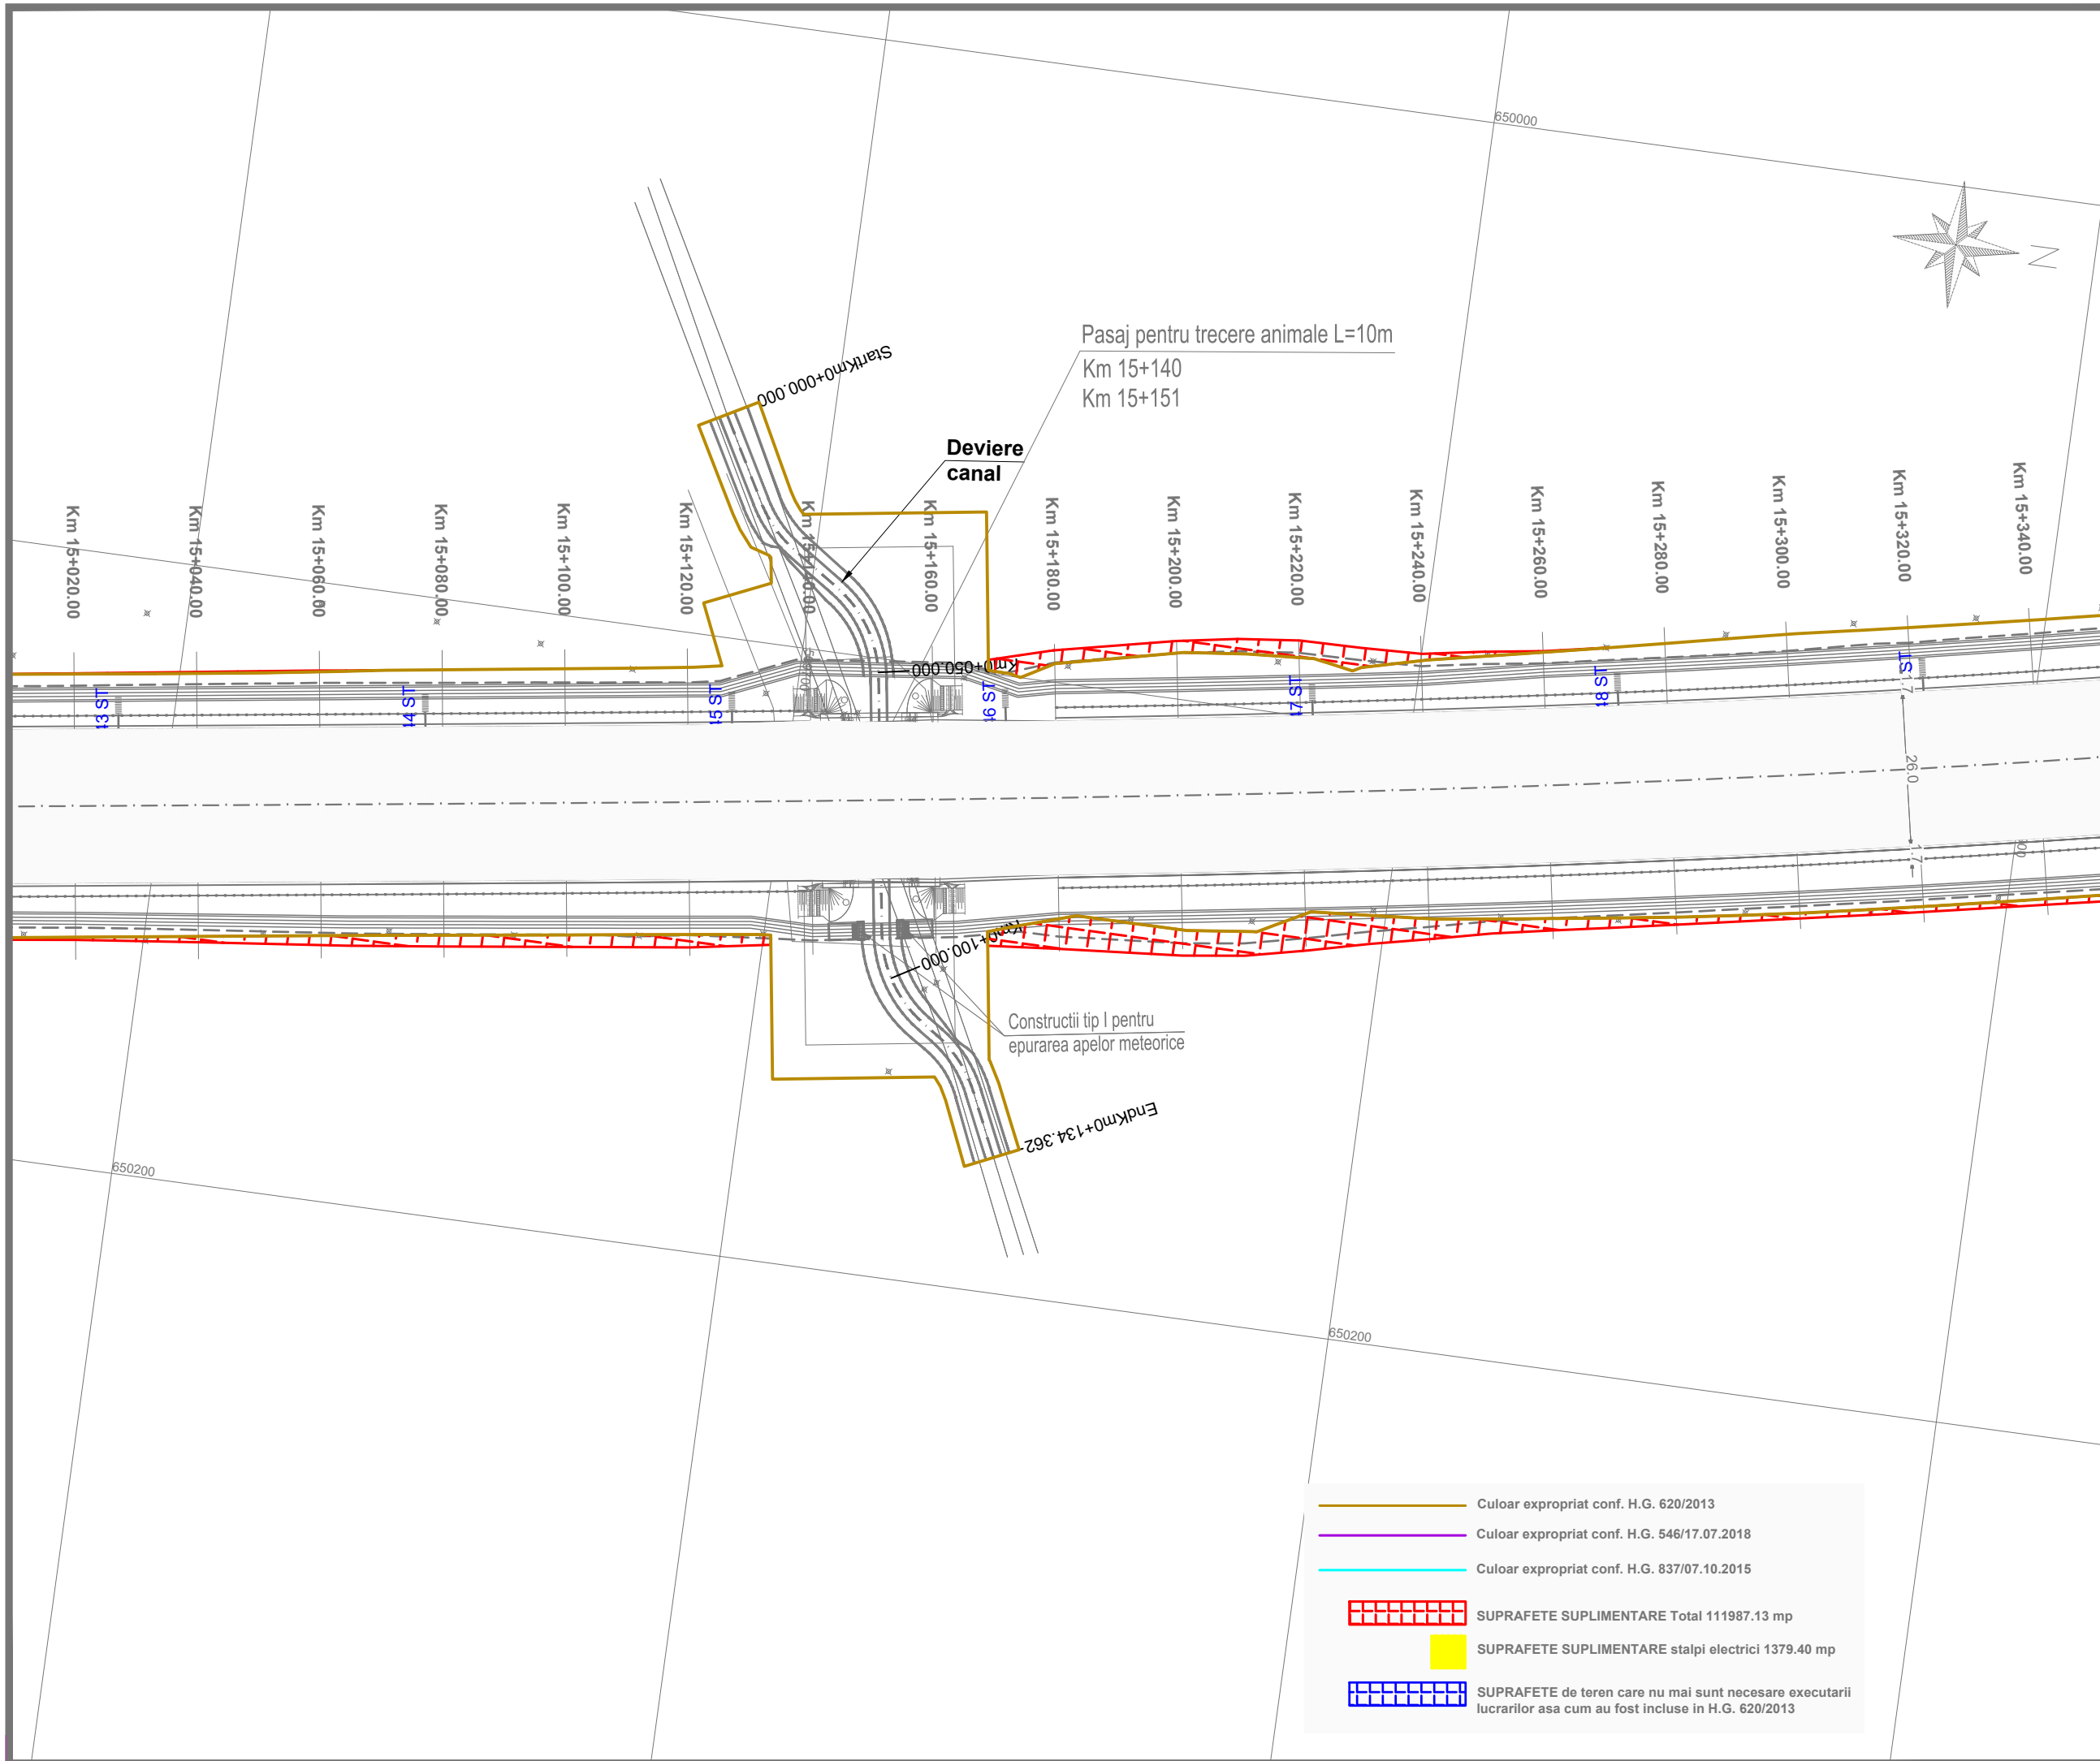 650000
N
Pasaj pentru trecere animale L=10m
Km 15+140
Km 15+151
StartKm0+000.000
Deviere
canal
Km 15+020.00
Km 15+040.00
Km 15+060.00
Km 15+080.00
Km 15+100.00
Km 15+120.00
Km 15+140.00
Km 15+160.00
Km 15+180.00
Km 15+200.00
Km 15+220.00
Km 15+240.00
Km 15+260.00
Km 15+280.00
Km 15+300.00
Km 15+320.00
Km 15+340.00
Km0+050.000
ST
ST
ST
ST
ST
ST
ST
1.7
26.0
1.7
Km0+100.000
Constructii tip I pentru
epurarea apelor meteorice
EndKm0+134.362
650200
650200
Culoar expropriat conf. H.G. 620/2013
Culoar expropriat conf. H.G. 546/17.07.2018
Culoar expropriat conf. H.G. 837/07.10.2015
SUPRAFETE SUPLIMENTARE Total 111987.13 mp
SUPRAFETE SUPLIMENTARE stalpi electrici 1379.40 mp
SUPRAFETE de teren care nu mai sunt necesare executarii
lucrarilor asa cum au fost incluse in H.G. 620/2013